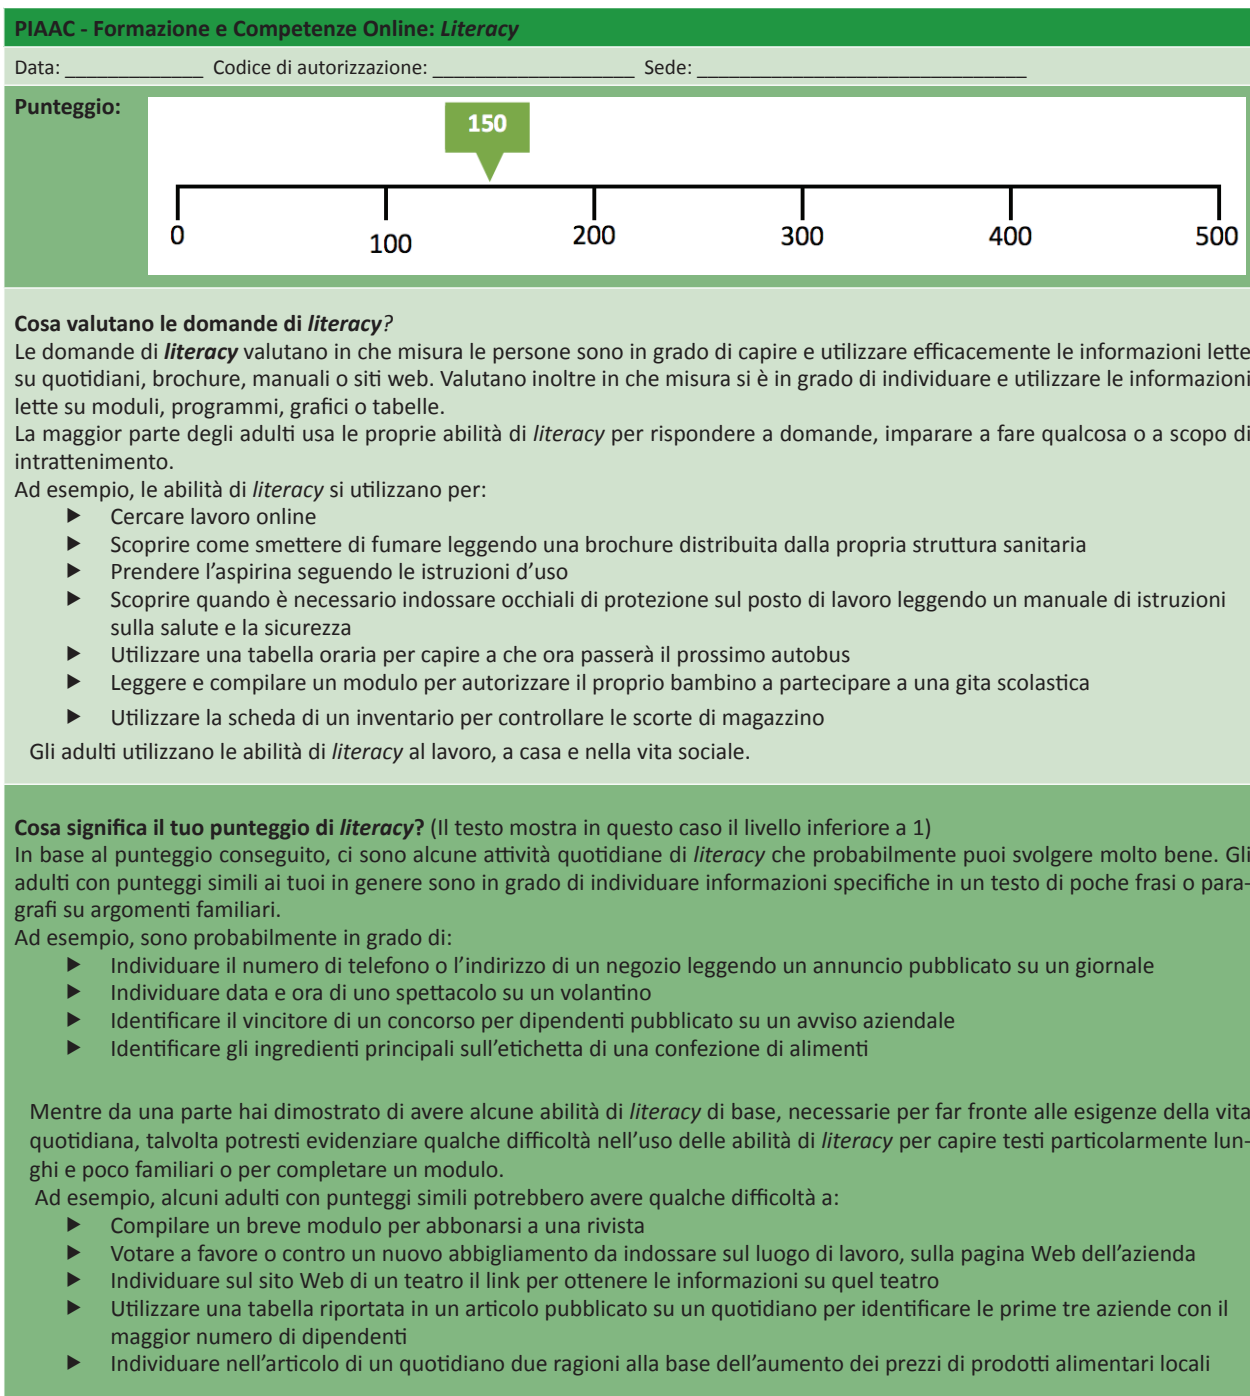 PIAAC - Formazione e Competenze Online: Literacy
Data: _____________ Codice di autorizzazione: ___________________ Sede: _______________________________
Punteggio:
150
0 100 200 300 400 500
Cosa valutano le domande di literacy?
Le domande di literacy valutano in che misura le persone sono in grado di capire e utilizzare efficacemente le informazioni lette
su quotidiani, brochure, manuali o siti web. Valutano inoltre in che misura si è in grado di individuare e utilizzare le informazioni
lette su moduli, programmi, grafici o tabelle.
La maggior parte degli adulti usa le proprie abilità di literacy per rispondere a domande, imparare a fare qualcosa o a scopo di
intrattenimento.
Ad esempio, le abilità di literacy si utilizzano per:
▶ Cercare lavoro online
▶ Scoprire come smettere di fumare leggendo una brochure distribuita dalla propria struttura sanitaria
▶ Prendere l'aspirina seguendo le istruzioni d'uso
▶ Scoprire quando è necessario indossare occhiali di protezione sul posto di lavoro leggendo un manuale di istruzioni
sulla salute e la sicurezza
▶ Utilizzare una tabella oraria per capire a che ora passerà il prossimo autobus
▶ Leggere e compilare un modulo per autorizzare il proprio bambino a partecipare a una gita scolastica
▶ Utilizzare la scheda di un inventario per controllare le scorte di magazzino
Gli adulti utilizzano le abilità di literacy al lavoro, a casa e nella vita sociale.
Cosa significa il tuo punteggio di literacy? (Il testo mostra in questo caso il livello inferiore a 1)
In base al punteggio conseguito, ci sono alcune attività quotidiane di literacy che probabilmente puoi svolgere molto bene. Gli
adulti con punteggi simili ai tuoi in genere sono in grado di individuare informazioni specifiche in un testo di poche frasi o para-
grafi su argomenti familiari.
Ad esempio, sono probabilmente in grado di:
▶ Individuare il numero di telefono o l'indirizzo di un negozio leggendo un annuncio pubblicato su un giornale
▶ Individuare data e ora di uno spettacolo su un volantino
▶ Identificare il vincitore di un concorso per dipendenti pubblicato su un avviso aziendale
▶ Identificare gli ingredienti principali sull'etichetta di una confezione di alimenti
Mentre da una parte hai dimostrato di avere alcune abilità di literacy di base, necessarie per far fronte alle esigenze della vita
quotidiana, talvolta potresti evidenziare qualche difficoltà nell'uso delle abilità di literacy per capire testi particolarmente lun-
ghi e poco familiari o per completare un modulo.
Ad esempio, alcuni adulti con punteggi simili potrebbero avere qualche difficoltà a:
▶ Compilare un breve modulo per abbonarsi a una rivista
▶ Votare a favore o contro un nuovo abbigliamento da indossare sul luogo di lavoro, sulla pagina Web dell'azienda
▶ Individuare sul sito Web di un teatro il link per ottenere le informazioni su quel teatro
▶ Utilizzare una tabella riportata in un articolo pubblicato su un quotidiano per identificare le prime tre aziende con il
maggior numero di dipendenti
▶ Individuare nell'articolo di un quotidiano due ragioni alla base dell'aumento dei prezzi di prodotti alimentari locali